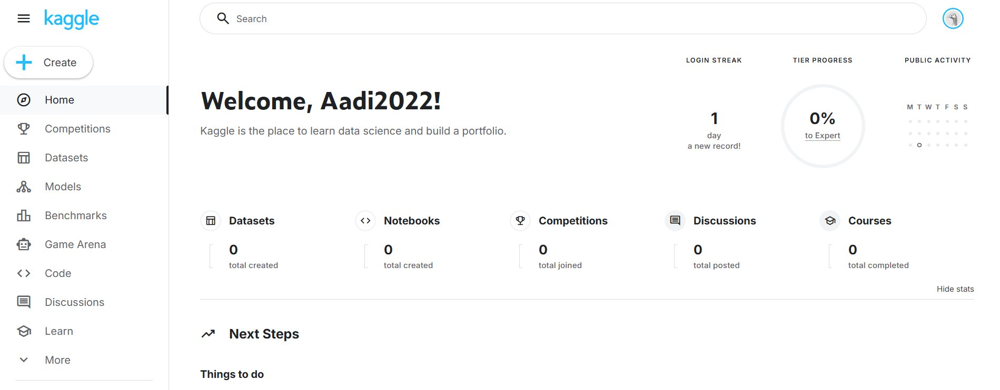 kaggle
Search
Create
Home
Competitions
Datasets
Models
Benchmarks
Game Arena
Code
Discussions
Learn
More
LOGIN STREAK
TIER PROGRESS
PUBLIC ACTIVITY
Welcome, Aadi2022!
Kaggle is the place to learn data science and build a portfolio.
1
day
a new record!
0%
to Expert
M T W T F S S
Datasets
0
total created
Notebooks
0
total created
Competitions
0
total joined
Discussions
0
total posted
Courses
0
total completed
Hide stats
Next Steps
Things to do